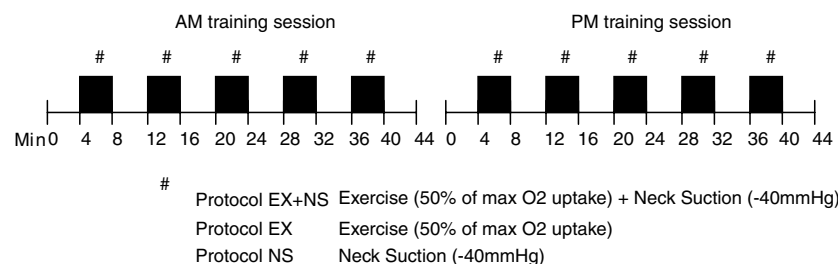 AM training session PM training session
# # # # # # # # # #
Min 0 4 8 12 16 20 24 28 32 36 40 44 0 4 8 12 16 20 24 28 32 36 40 44
#
Protocol EX+NS Exercise (50% of max O2 uptake) + Neck Suction (-40mmHg)
Protocol EX Exercise (50% of max O2 uptake)
Protocol NS Neck Suction (-40mmHg)